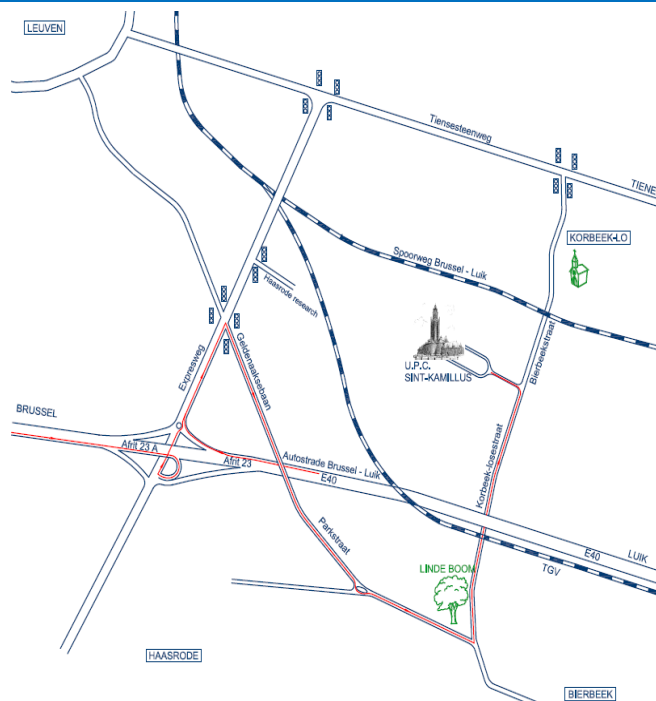 LEUVEN
Tiensesteenweg
TIENE
KORBEEK-LO
Spoorweg Brussel - Luik
Haasrode research
U.P.C.
SINT-KAMILLUS
Bierbeekstraat
Expresweg
Geldenaaksebaan
BRUSSEL
Afrit 23 A
Afrit 23
Autostrade Brussel - Luik
E40
Korbeek-losestraat
Parkstraat
E40
LUIK
TGV
LINDE BOOM
HAASRODE
BIERBEEK